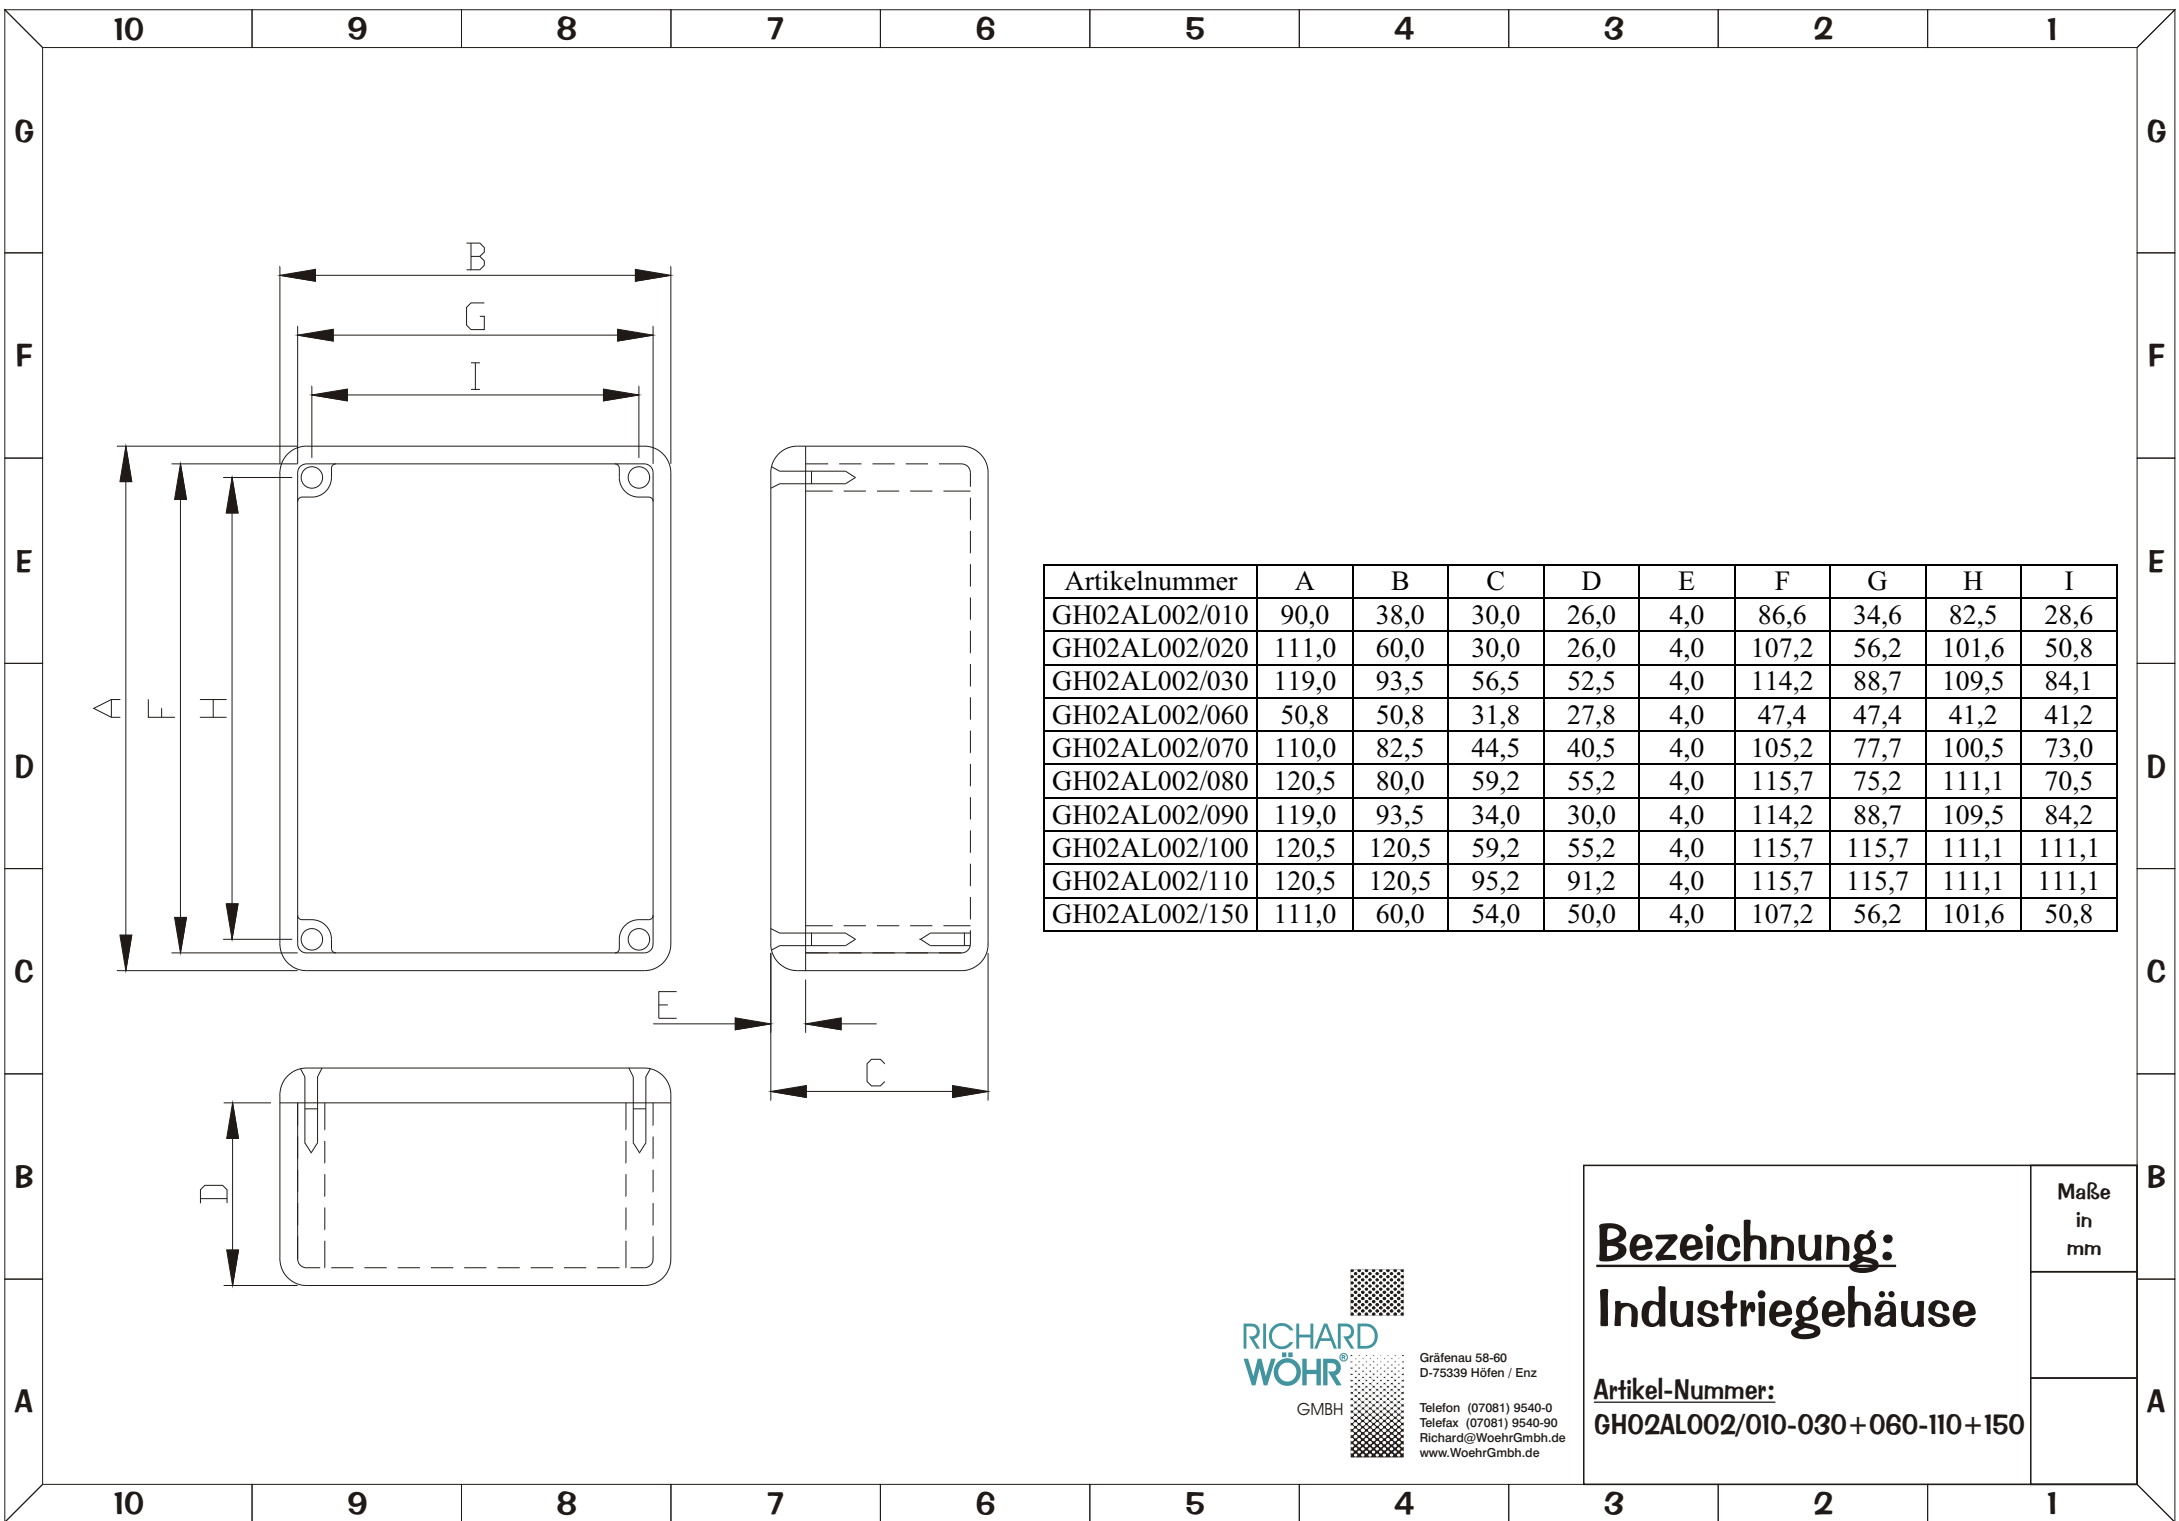 10 9 8 7 6 5 4 3 2 1
G G
F F
E E
D D
C C
B B
A A
B
G
I
A F H
E
C
D
Artikelnummer A B C D E F G H I
GH02AL002/010 90,0 38,0 30,0 26,0 4,0 86,6 34,6 82,5 28,6
GH02AL002/020 111,0 60,0 30,0 26,0 4,0 107,2 56,2 101,6 50,8
GH02AL002/030 119,0 93,5 56,5 52,5 4,0 114,2 88,7 109,5 84,1
GH02AL002/060 50,8 50,8 31,8 27,8 4,0 47,4 47,4 41,2 41,2
GH02AL002/070 110,0 82,5 44,5 40,5 4,0 105,2 77,7 100,5 73,0
GH02AL002/080 120,5 80,0 59,2 55,2 4,0 115,7 75,2 111,1 70,5
GH02AL002/090 119,0 93,5 34,0 30,0 4,0 114,2 88,7 109,5 84,2
GH02AL002/100 120,5 120,5 59,2 55,2 4,0 115,7 115,7 111,1 111,1
GH02AL002/110 120,5 120,5 95,2 91,2 4,0 115,7 115,7 111,1 111,1
GH02AL002/150 111,0 60,0 54,0 50,0 4,0 107,2 56,2 101,6 50,8
RICHARD
WÖHR®
GMBH
Gräfenau 58-60
D-75339 Höfen / Enz
Telefon (07081) 9540-0
Telefax (07081) 9540-90
Richard@WoehrGmbh.de
www.WoehrGmbh.de
Bezeichnung:
Industriegehäuse
Artikel-Nummer:
GH02AL002/010-030+060-110+150
Maße
in
mm
10 9 8 7 6 5 4 3 2 1